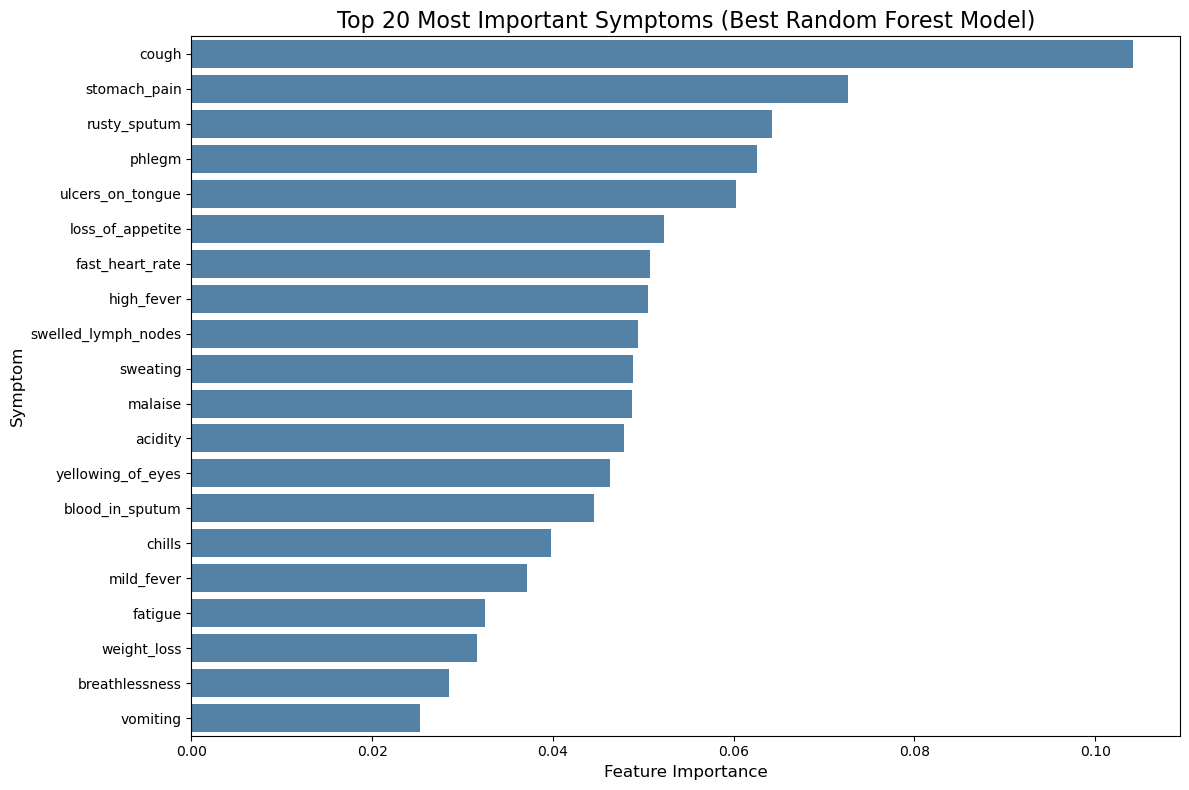 Top 20 Most Important Symptoms (Best Random Forest Model)
Symptom
cough
stomach_pain
rusty_sputum
phlegm
ulcers_on_tongue
loss_of_appetite
fast_heart_rate
high_fever
swelled_lymph_nodes
sweating
malaise
acidity
yellowing_of_eyes
blood_in_sputum
chills
mild_fever
fatigue
weight_loss
breathlessness
vomiting
0.00 0.02 0.04 0.06 0.08 0.10
Feature Importance